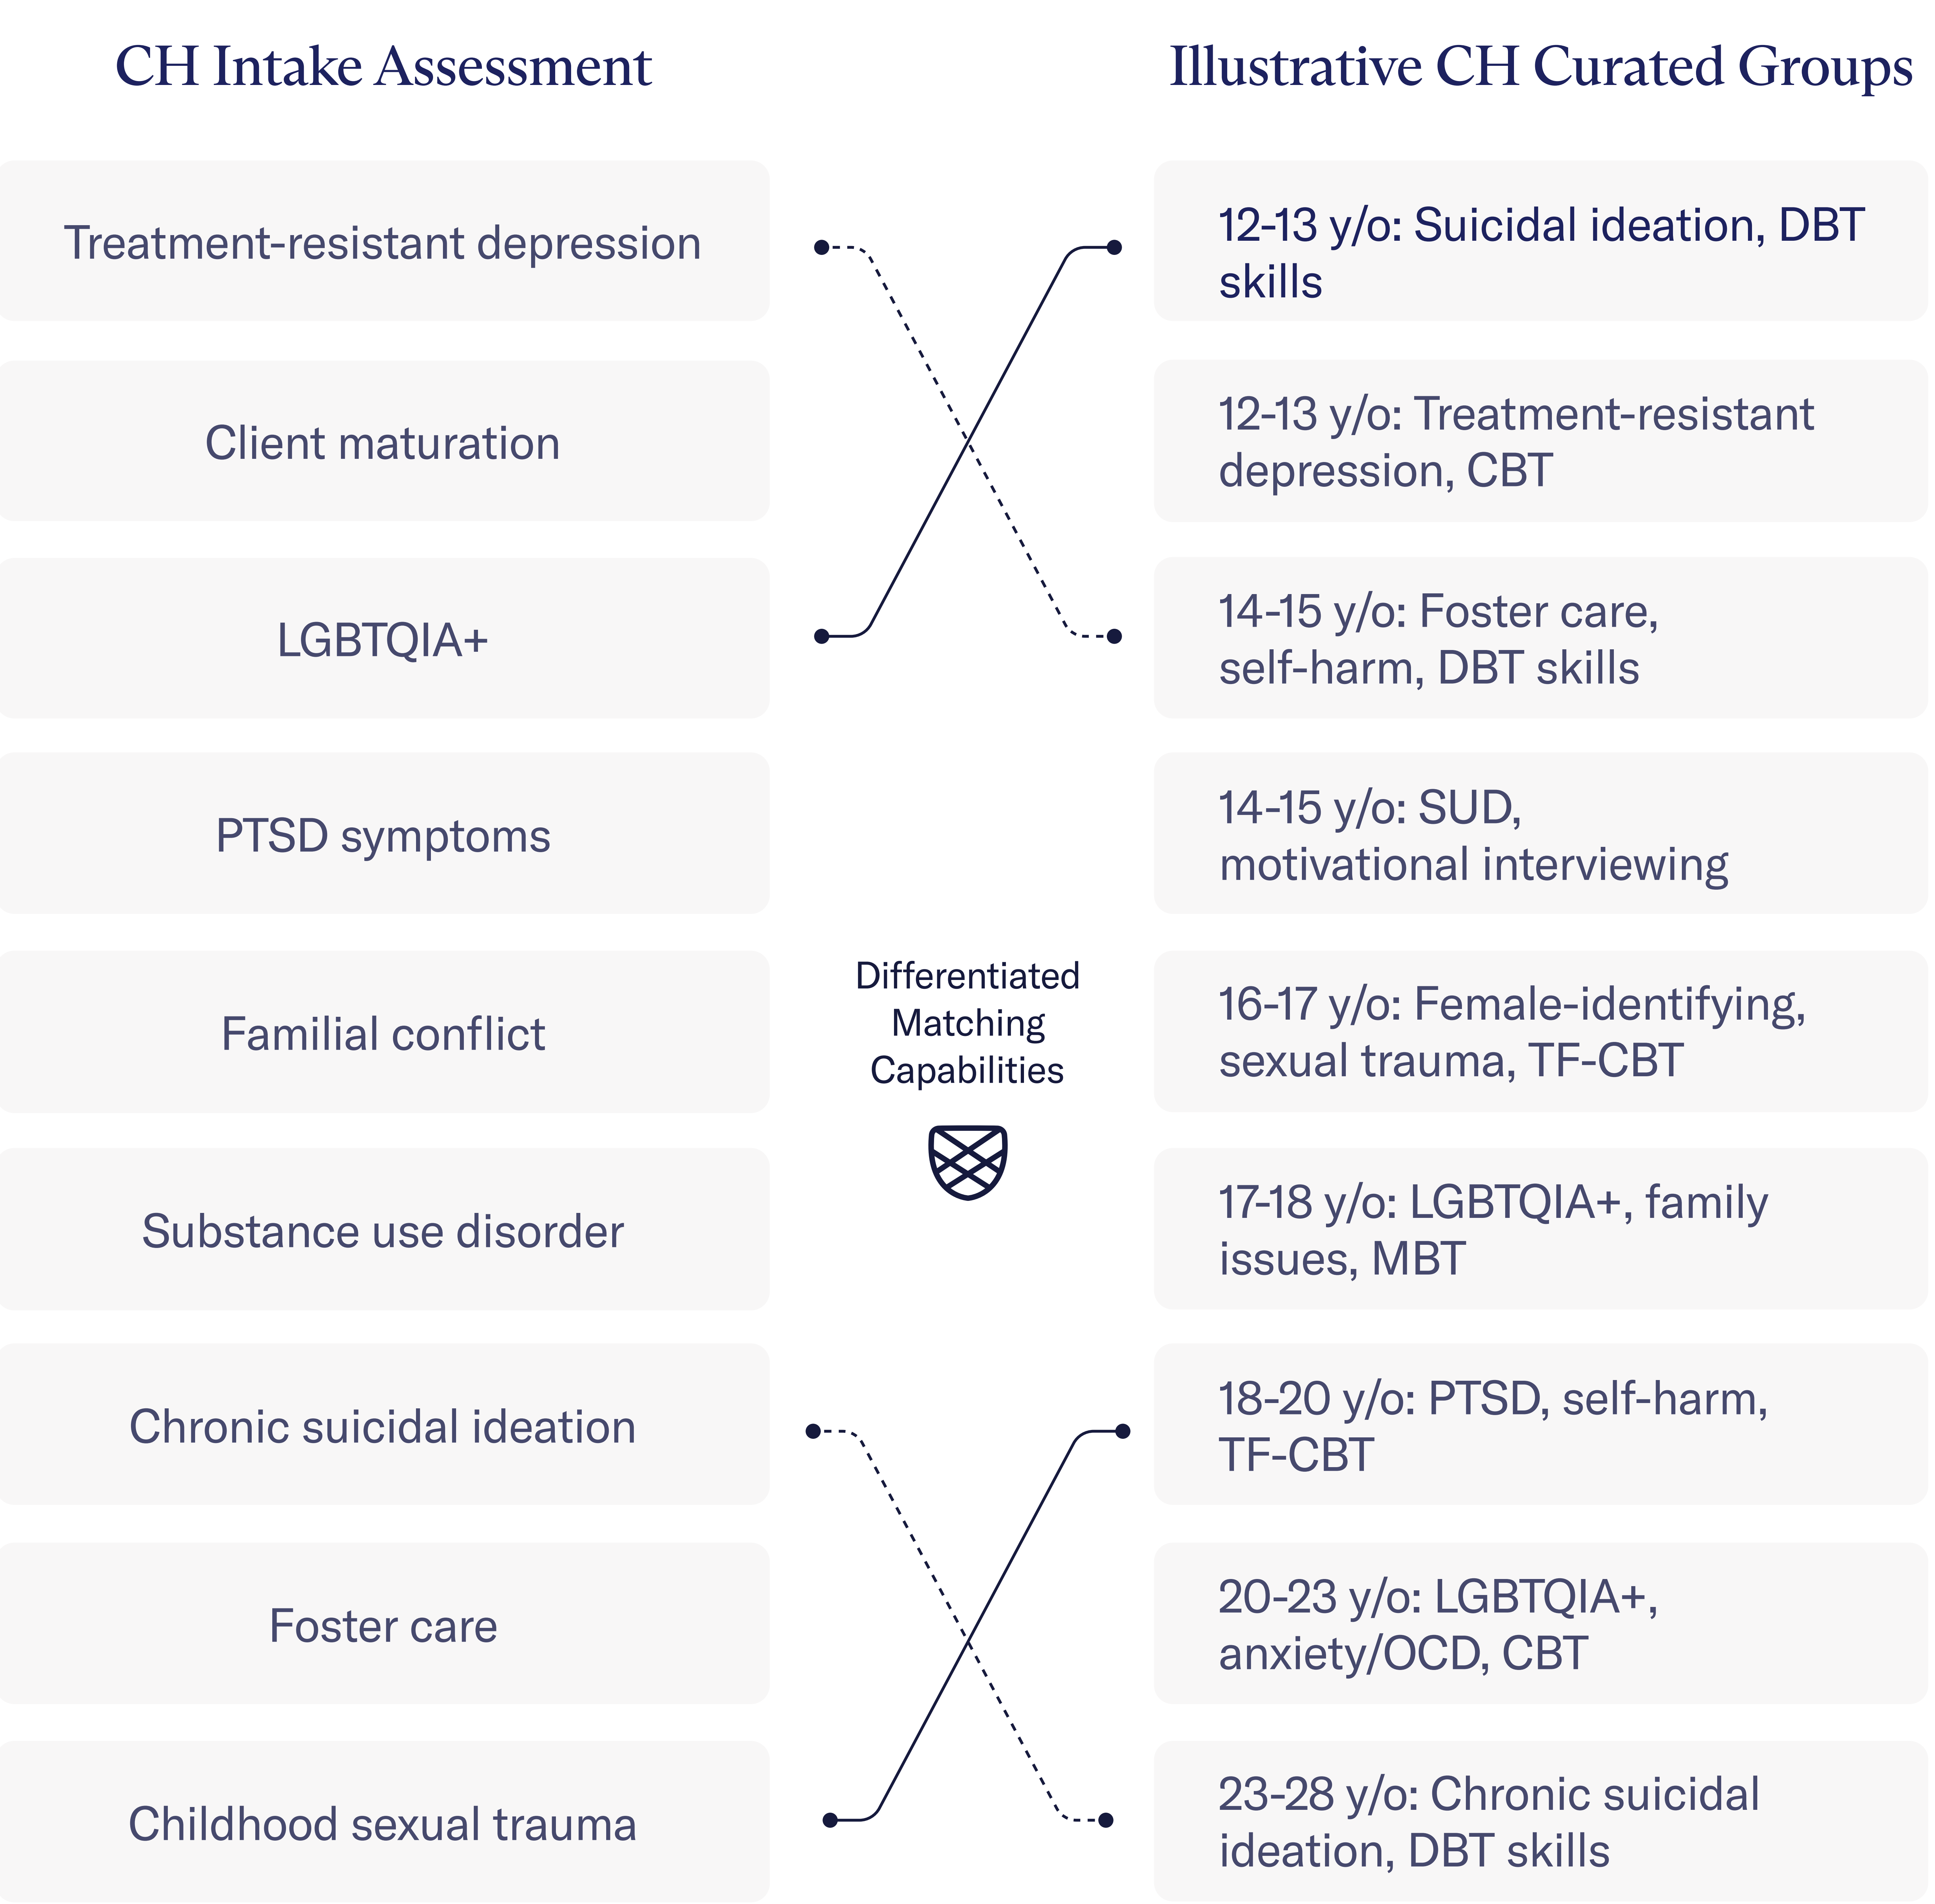 CH Intake Assessment
Treatment-resistant depression
Client maturation
LGBTQIA+
PTSD symptoms
Familial conflict
Substance use disorder
Chronic suicidal ideation
Foster care
Childhood sexual trauma
Differentiated
Matching
Capabilities
Illustrative CH Curated Groups
12-13 y/o: Suicidal ideation, DBT
skills
12-13 y/o: Treatment-resistant
depression, CBT
14-15 y/o: Foster care,
self-harm, DBT skills
14-15 y/o: SUD,
motivational interviewing
16-17 y/o: Female-identifying,
sexual trauma, TF-CBT
17-18 y/o: LGBTQIA+, family
issues, MBT
18-20 y/o: PTSD, self-harm,
TF-CBT
20-23 y/o: LGBTQIA+,
anxiety/OCD, CBT
23-28 y/o: Chronic suicidal
ideation, DBT skills